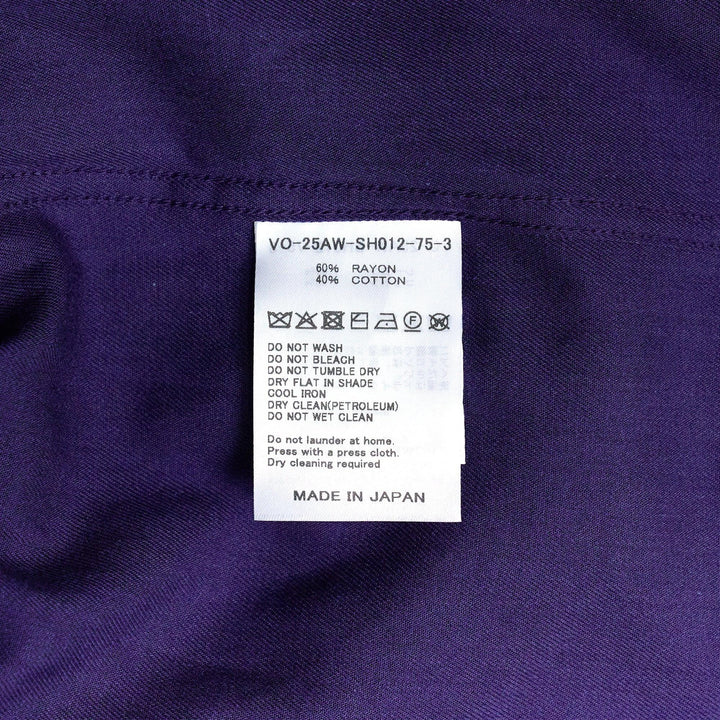 VO-25AW-SH012-75-3
60% RAYON
40% COTTON
DO NOT WASH
DO NOT BLEACH
DO NOT TUMBLE DRY
DRY FLAT IN SHADE
COOL IRON
DRY CLEAN(PETROLEUM)
DO NOT WET CLEAN
Do not launder at home.
Press with a press cloth.
Dry cleaning required
MADE IN JAPAN